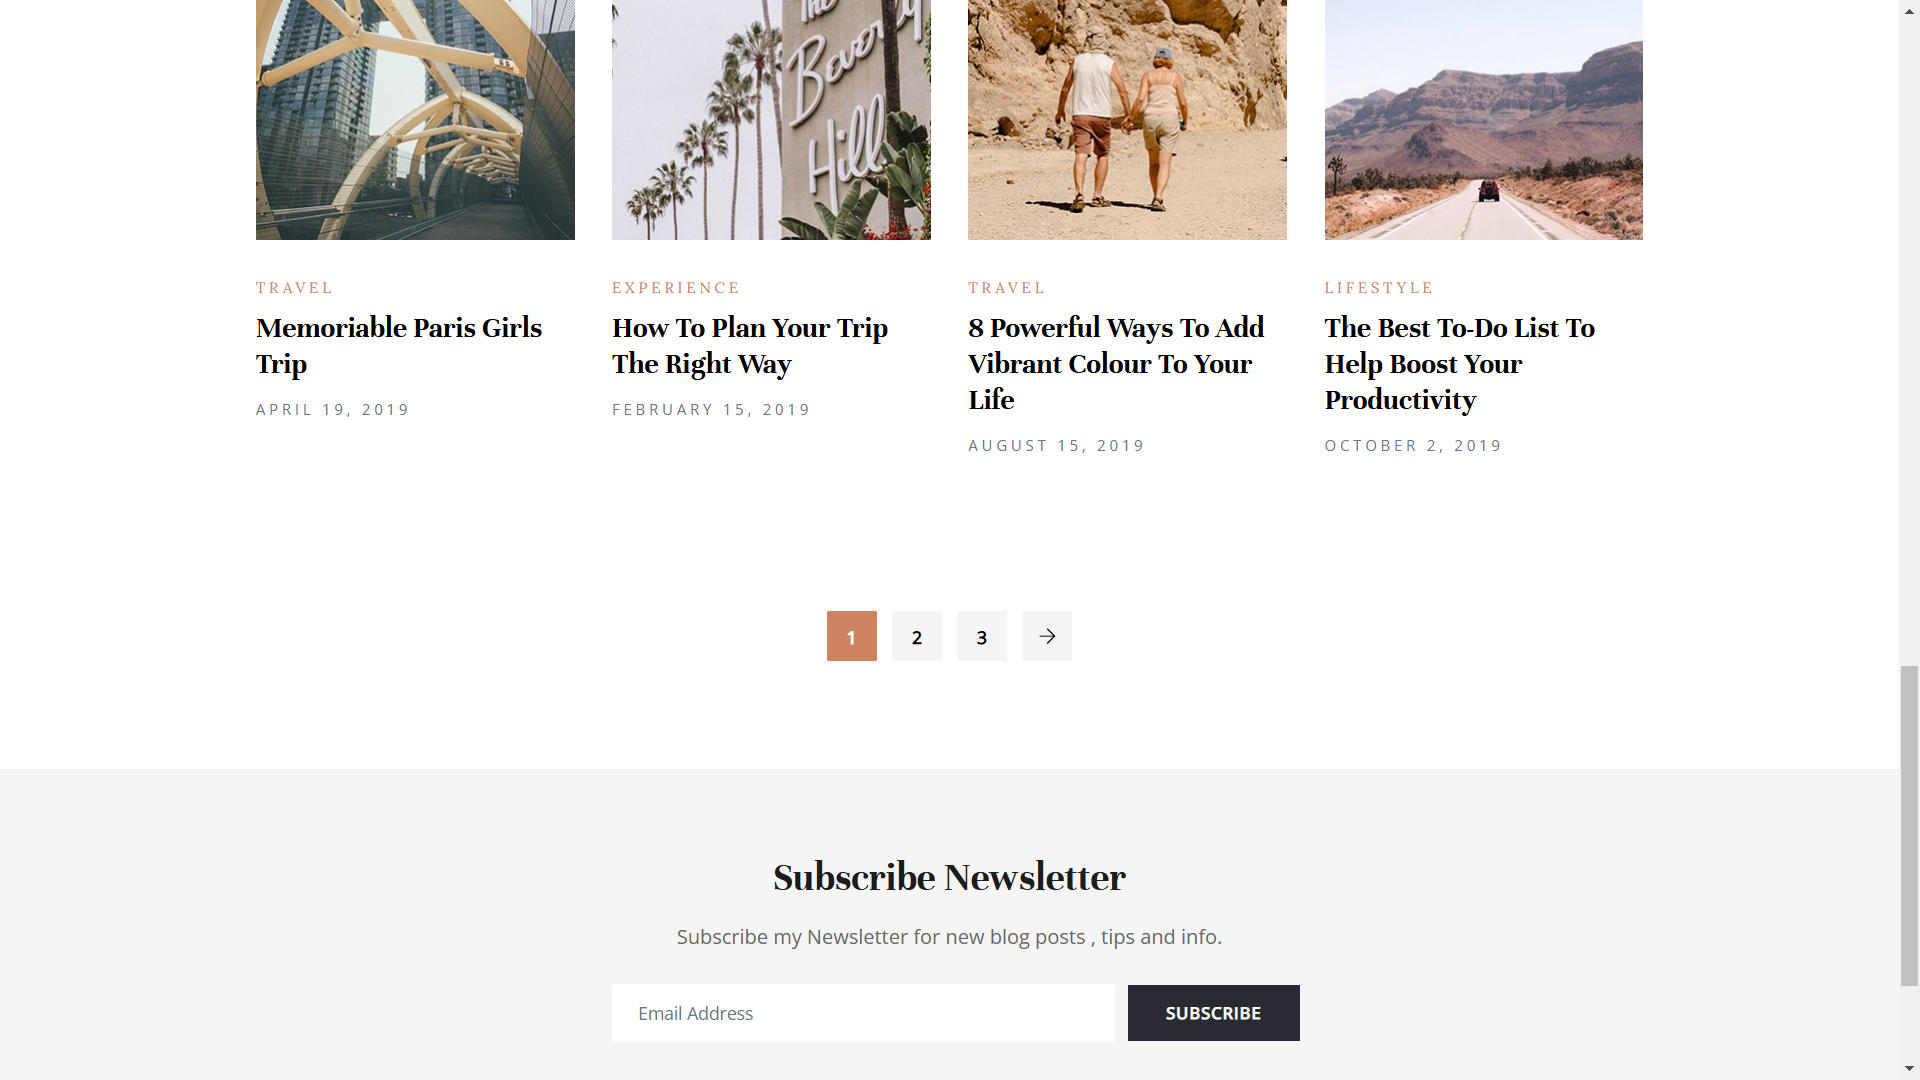 The
Beverly
Hills
TRAVEL
Memoriable Paris Girls
Trip
APRIL 19, 2019
EXPERIENCE
How To Plan Your Trip
The Right Way
FEBRUARY 15, 2019
TRAVEL
8 Powerful Ways To Add
Vibrant Colour To Your
Life
AUGUST 15, 2019
LIFESTYLE
The Best To-Do List To
Help Boost Your
Productivity
OCTOBER 2, 2019
1 2 3
Subscribe Newsletter
Subscribe my Newsletter for new blog posts , tips and info.
Email Address
SUBSCRIBE